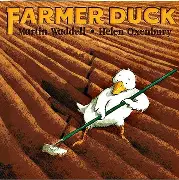 FARMER DUCK
Martin Waddell • Helen Oxenbury